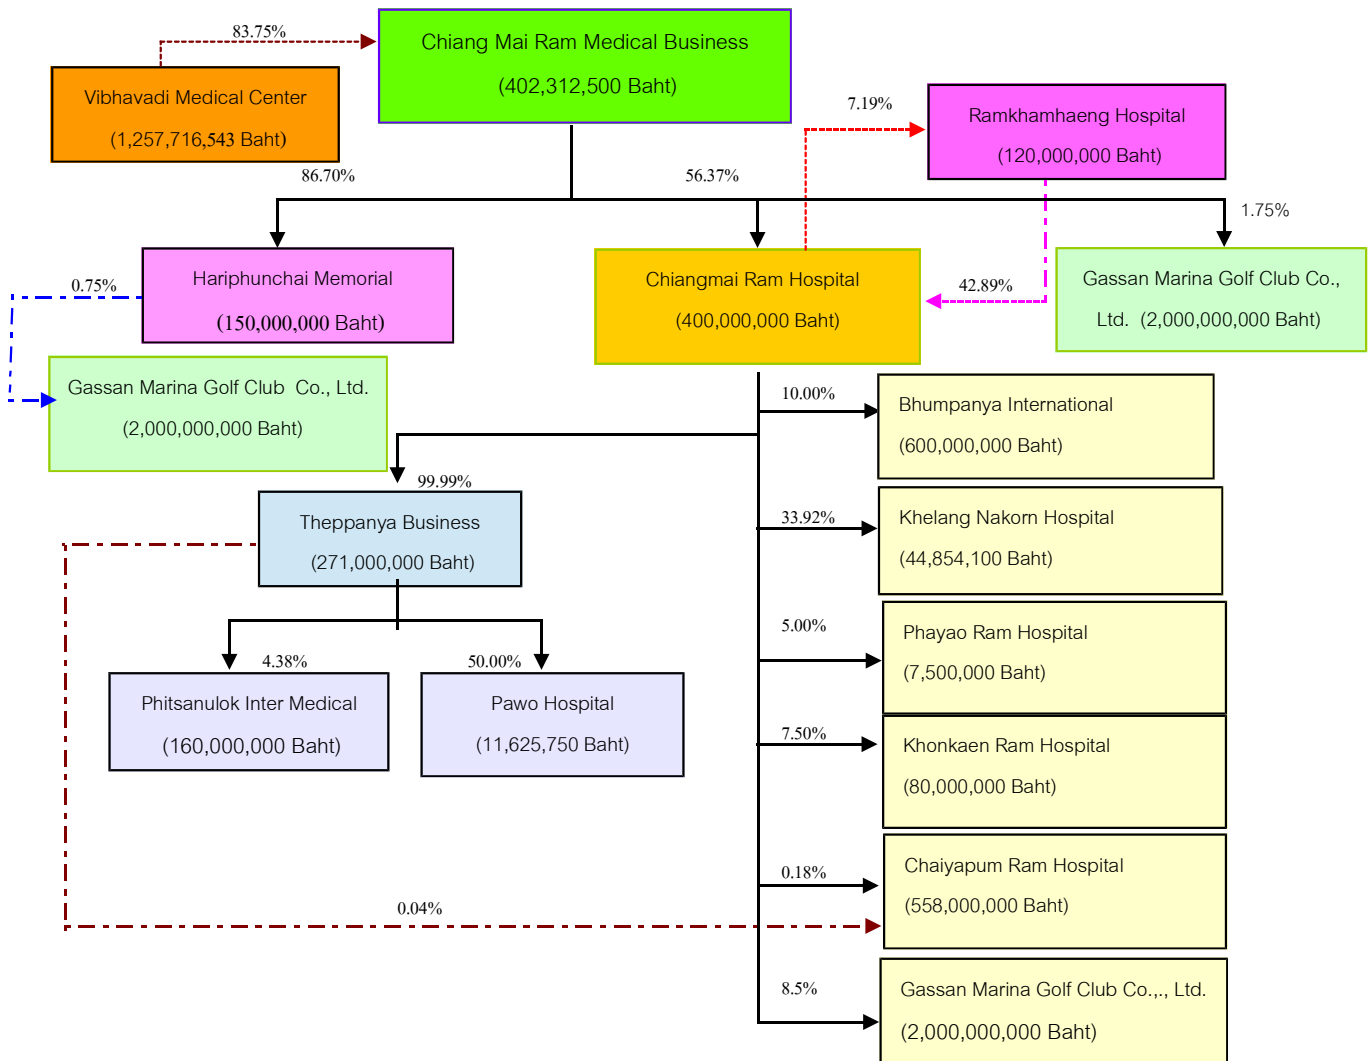 83.75%
Chiang Mai Ram Medical Business
(402,312,500 Baht)
Vibhavadi Medical Center
(1,257,716,543 Baht)
7.19%
Ramkhamhaeng Hospital
(120,000,000 Baht)
86.70%
56.37%
1.75%
Hariphunchai Memorial
(150,000,000 Baht)
0.75%
Chiangmai Ram Hospital
(400,000,000 Baht)
42.89%
Gassan Marina Golf Club Co.,
Ltd. (2,000,000,000 Baht)
Gassan Marina Golf Club Co., Ltd.
(2,000,000,000 Baht)
10.00%
Bhumpanya International
(600,000,000 Baht)
99.99%
Theppanya Business
(271,000,000 Baht)
33.92%
Khelang Nakorn Hospital
(44,854,100 Baht)
5.00%
Phayao Ram Hospital
(7,500,000 Baht)
4.38%
50.00%
Phitsanulok Inter Medical
(160,000,000 Baht)
Pawo Hospital
(11,625,750 Baht)
7.50%
Khonkaen Ram Hospital
(80,000,000 Baht)
0.18%
Chaiyapum Ram Hospital
(558,000,000 Baht)
0.04%
8.5%
Gassan Marina Golf Club Co.,., Ltd.
(2,000,000,000 Baht)